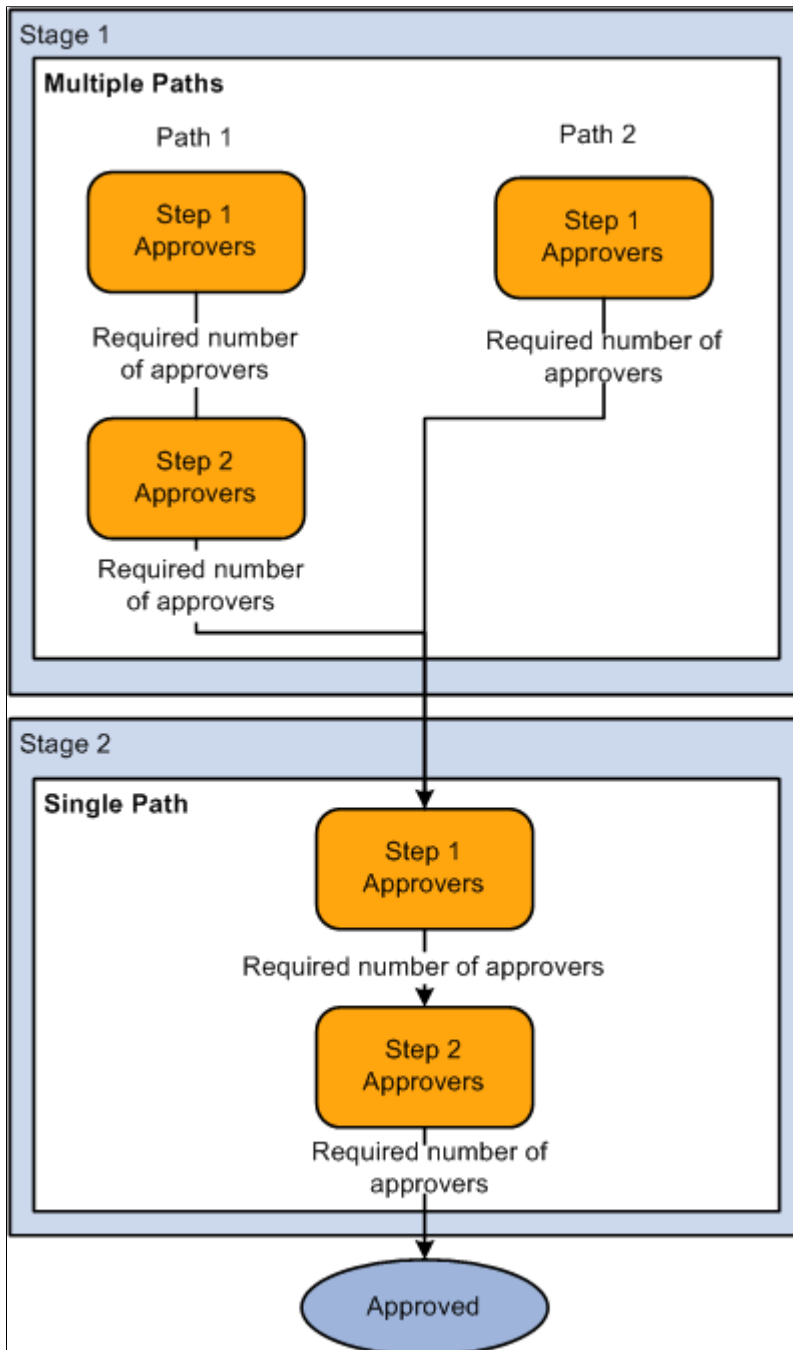 Stage 1
Multiple Paths
Path 1
Path 2
Step 1
Approvers
Step 1
Approvers
Required number
of approvers
Required number of
approvers
Step 2
Approvers
Required number
of approvers
Stage 2
Single Path
Step 1
Approvers
Required number of approvers
Step 2
Approvers
Required number of
approvers
Approved